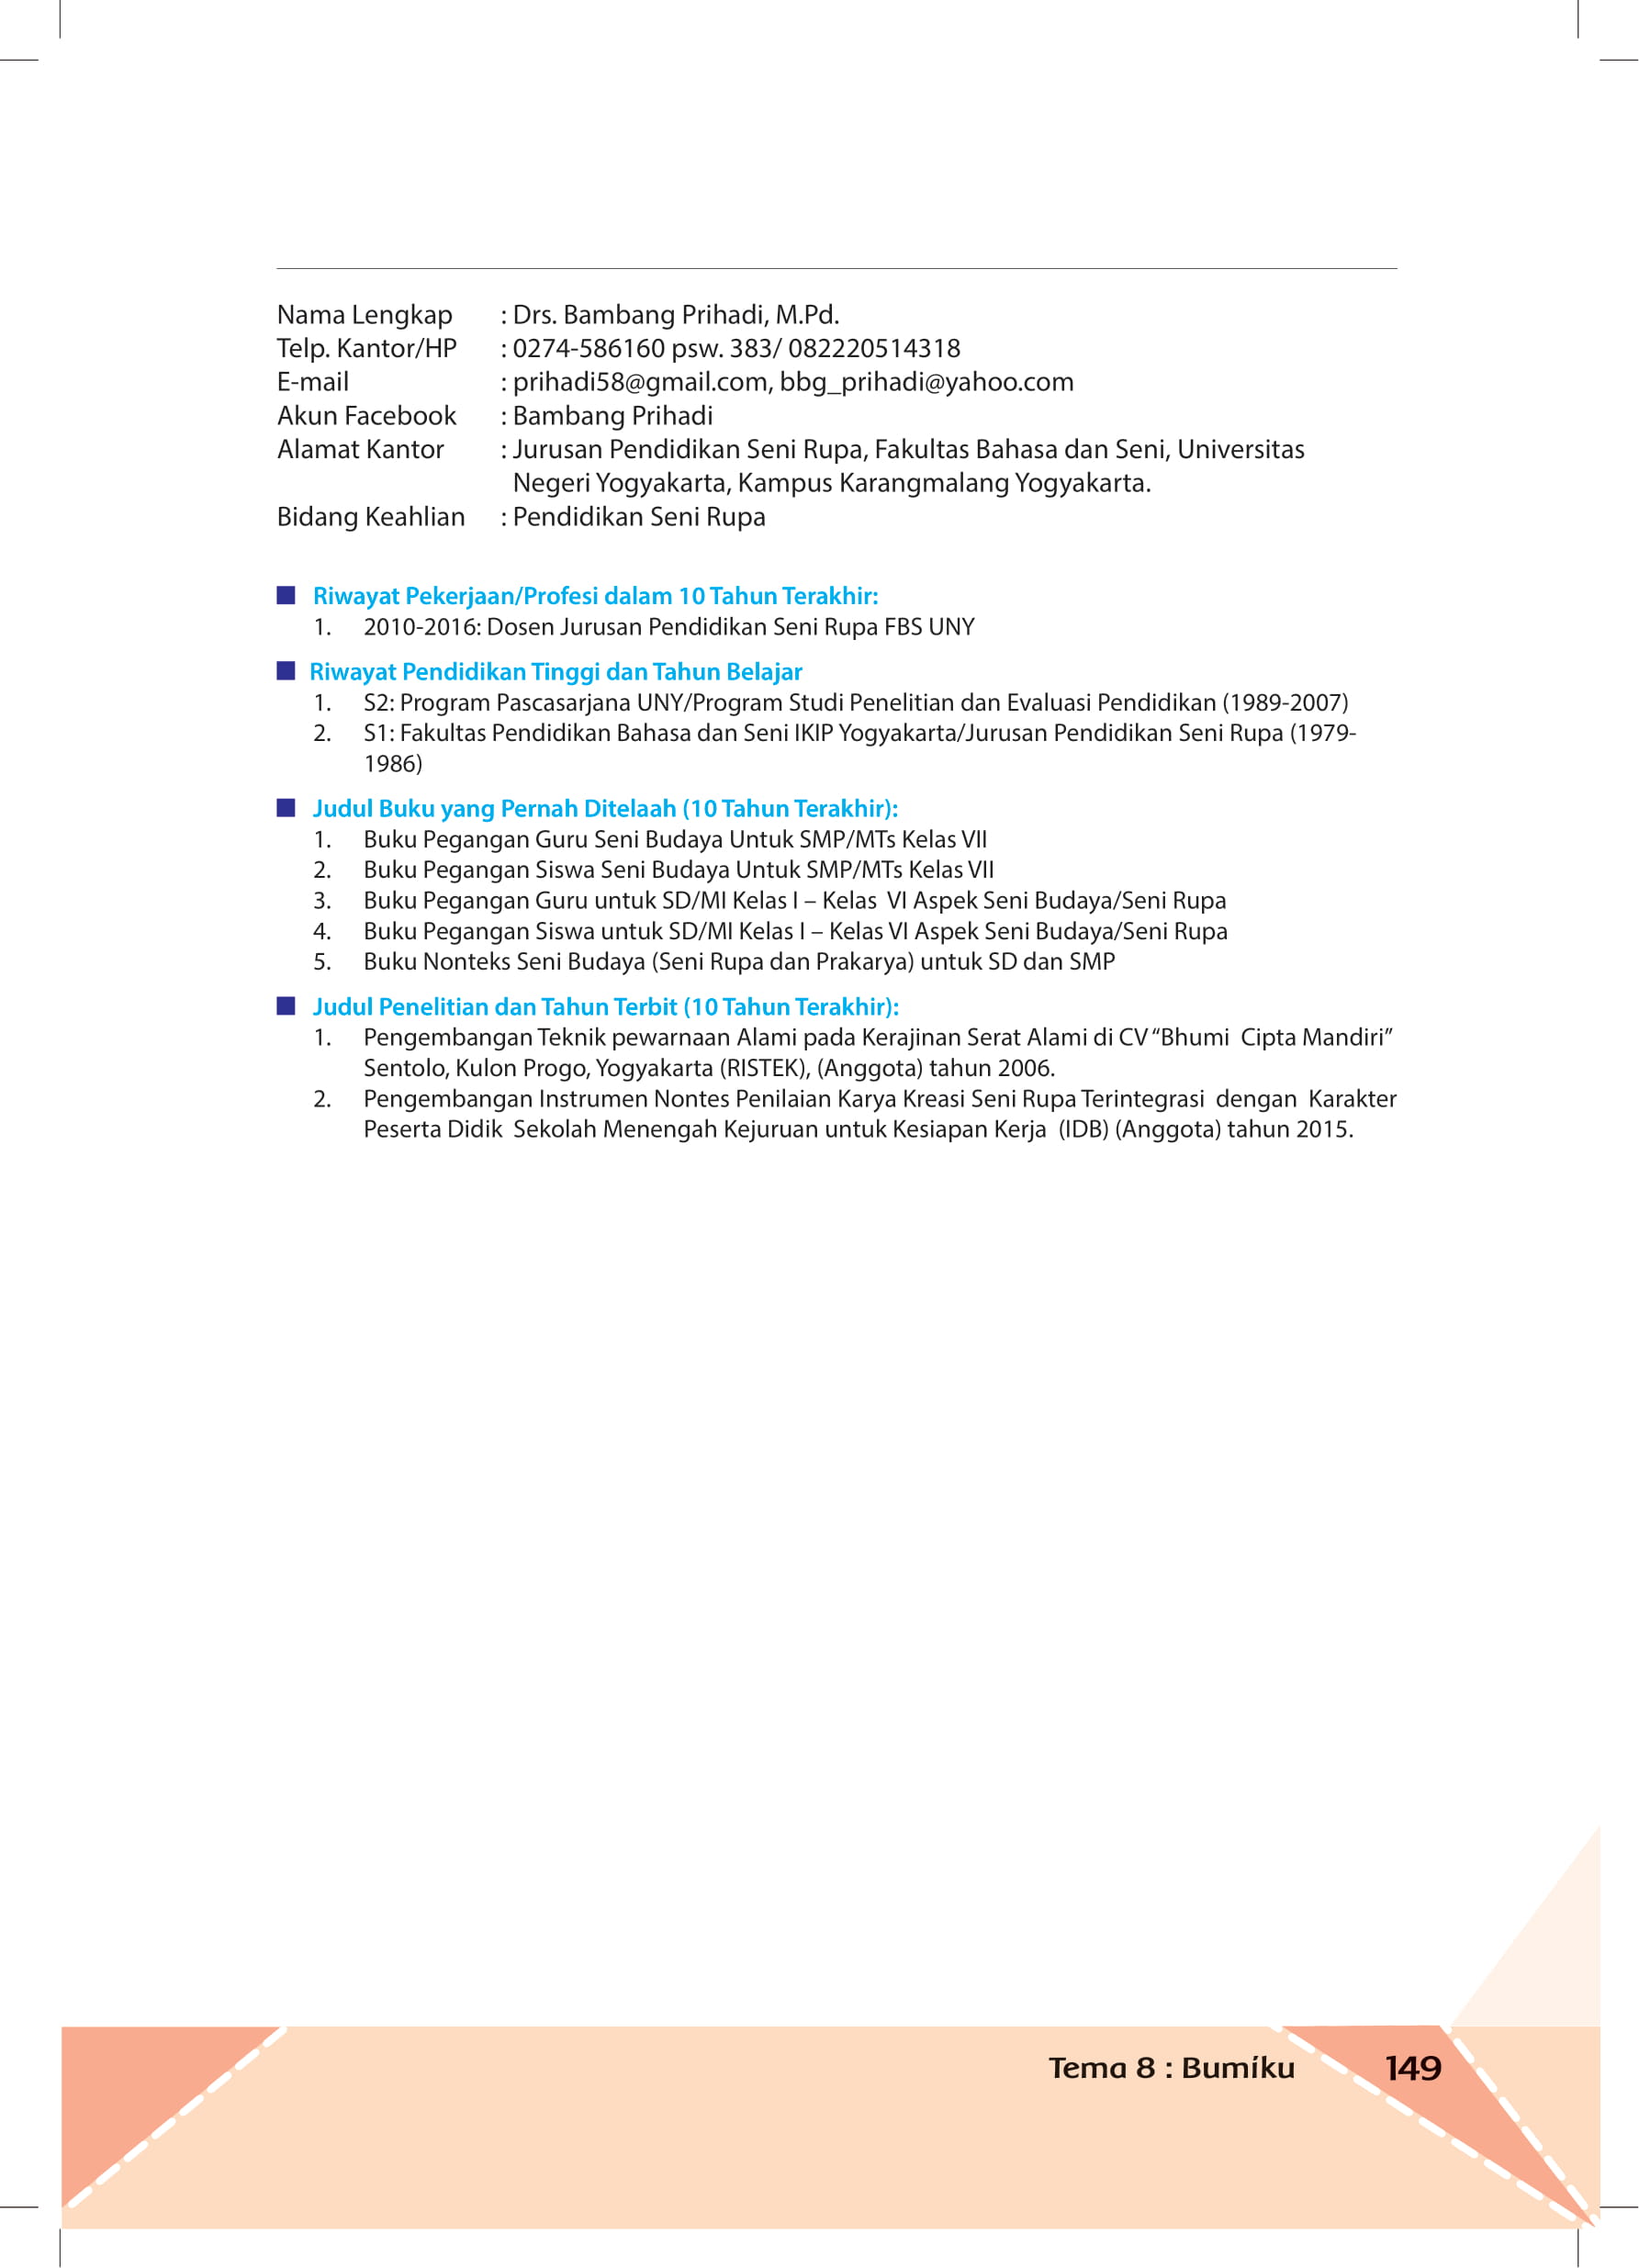 Nama Lengkap : Drs. Bambang Prihadi, M.Pd.
Telp. Kantor/HP : 0274-586160 psw. 383/ 082220514318
E-mail : prihadi58@gmail.com, bbg_prihadi@yahoo.com
Akun Facebook : Bambang Prihadi
Alamat Kantor : Jurusan Pendidikan Seni Rupa, Fakultas Bahasa dan Seni, Universitas
Negeri Yogyakarta, Kampus Karangmalang Yogyakarta.
Bidang Keahlian : Pendidikan Seni Rupa
Riwayat Pekerjaan/Profesi dalam 10 Tahun Terakhir:
1. 2010-2016: Dosen Jurusan Pendidikan Seni Rupa FBS UNY
Riwayat Pendidikan Tinggi dan Tahun Belajar
1. S2: Program Pascasarjana UNY/Program Studi Penelitian dan Evaluasi Pendidikan (1989-2007)
2. S1: Fakultas Pendidikan Bahasa dan Seni IKIP Yogyakarta/Jurusan Pendidikan Seni Rupa (1979-
1986)
Judul Buku yang Pernah Ditelaah (10 Tahun Terakhir):
1. Buku Pegangan Guru Seni Budaya Untuk SMP/MTs Kelas VII
2. Buku Pegangan Siswa Seni Budaya Untuk SMP/MTs Kelas VII
3. Buku Pegangan Guru untuk SD/MI Kelas I – Kelas VI Aspek Seni Budaya/Seni Rupa
4. Buku Pegangan Siswa untuk SD/MI Kelas I – Kelas VI Aspek Seni Budaya/Seni Rupa
5. Buku Nonteks Seni Budaya (Seni Rupa dan Prakarya) untuk SD dan SMP
Judul Penelitian dan Tahun Terbit (10 Tahun Terakhir):
1. Pengembangan Teknik pewarnaan Alami pada Kerajinan Serat Alami di CV “Bhumi Cipta Mandiri”
Sentolo, Kulon Progo, Yogyakarta (RISTEK), (Anggota) tahun 2006.
2. Pengembangan Instrumen Nontes Penilaian Karya Kreasi Seni Rupa Terintegrasi dengan Karakter
Peserta Didik Sekolah Menengah Kejuruan untuk Kesiapan Kerja (IDB) (Anggota) tahun 2015.
Tema 8 : Bumiku 149